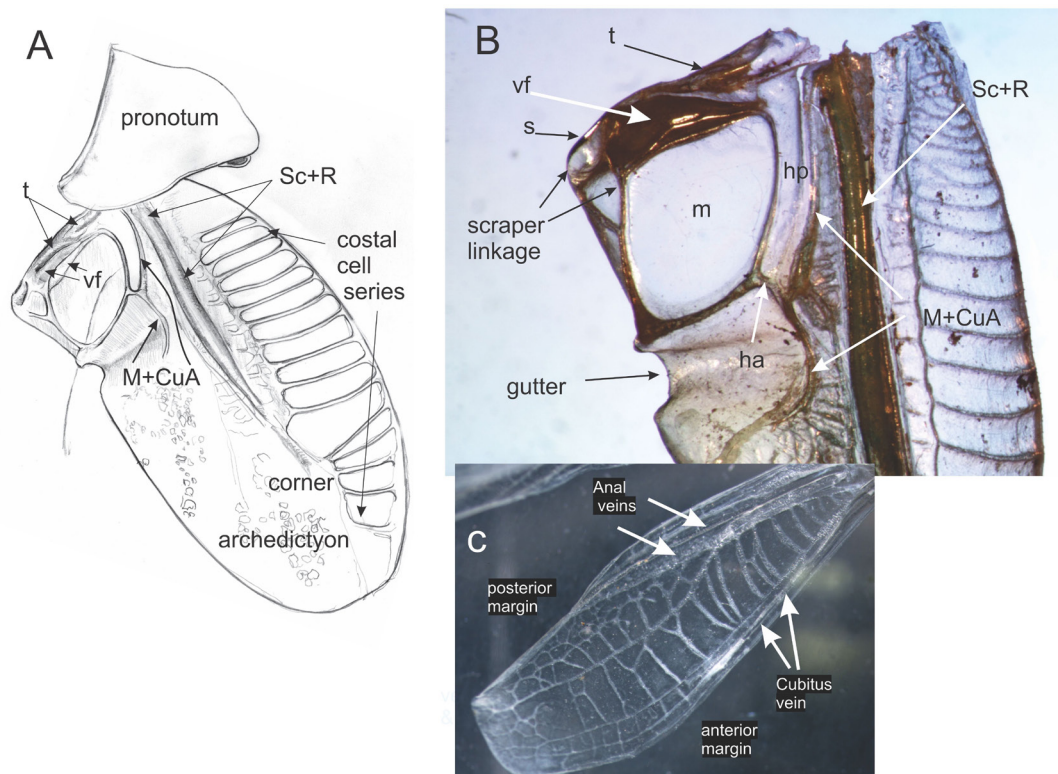 A
pronotum
t
Sc+R
costal
cell
series
vf
M+CuA
corner
archedictyon
B
t
vf
s
Sc+R
hp
m
scraper
linkage
M+CuA
ha
gutter
c
Anal
veins
posterior
margin
Cubitus
vein
anterior
margin